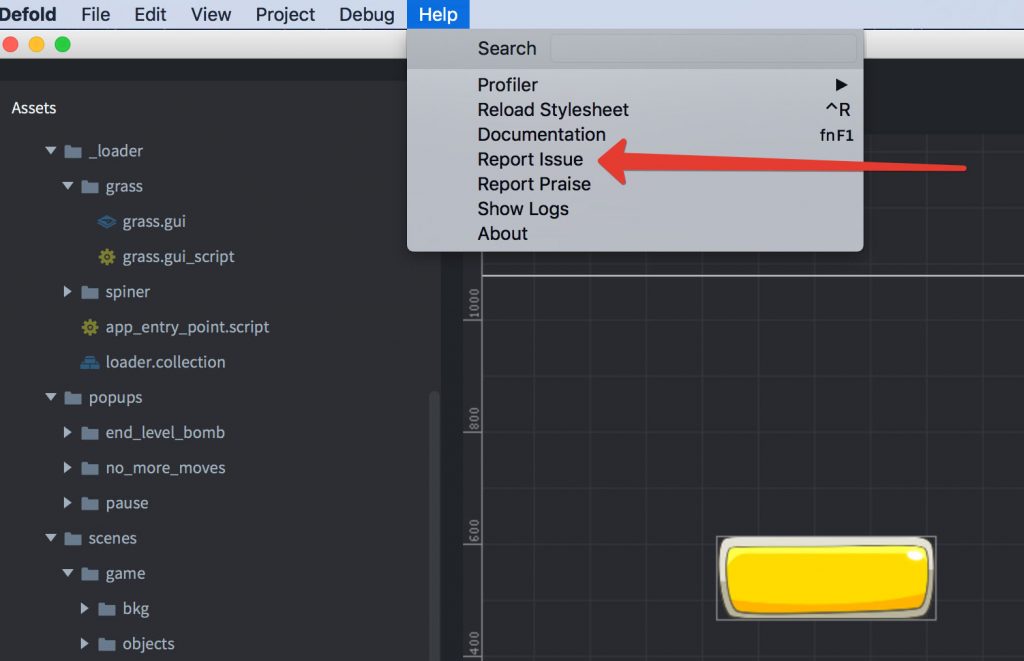 Defold File Edit View Project Debug Help
Search
Profiler
Reload Stylesheet ^R
Documentation fnF1
Report Issue
Report Praise
Show Logs
About
Assets
_loader
grass
grass.gui
grass.gui_script
spiner
app_entry_point.script
loader.collection
popups
end_level_bomb
no_more_moves
pause
scenes
game
bkg
objects
1000
800
600
400